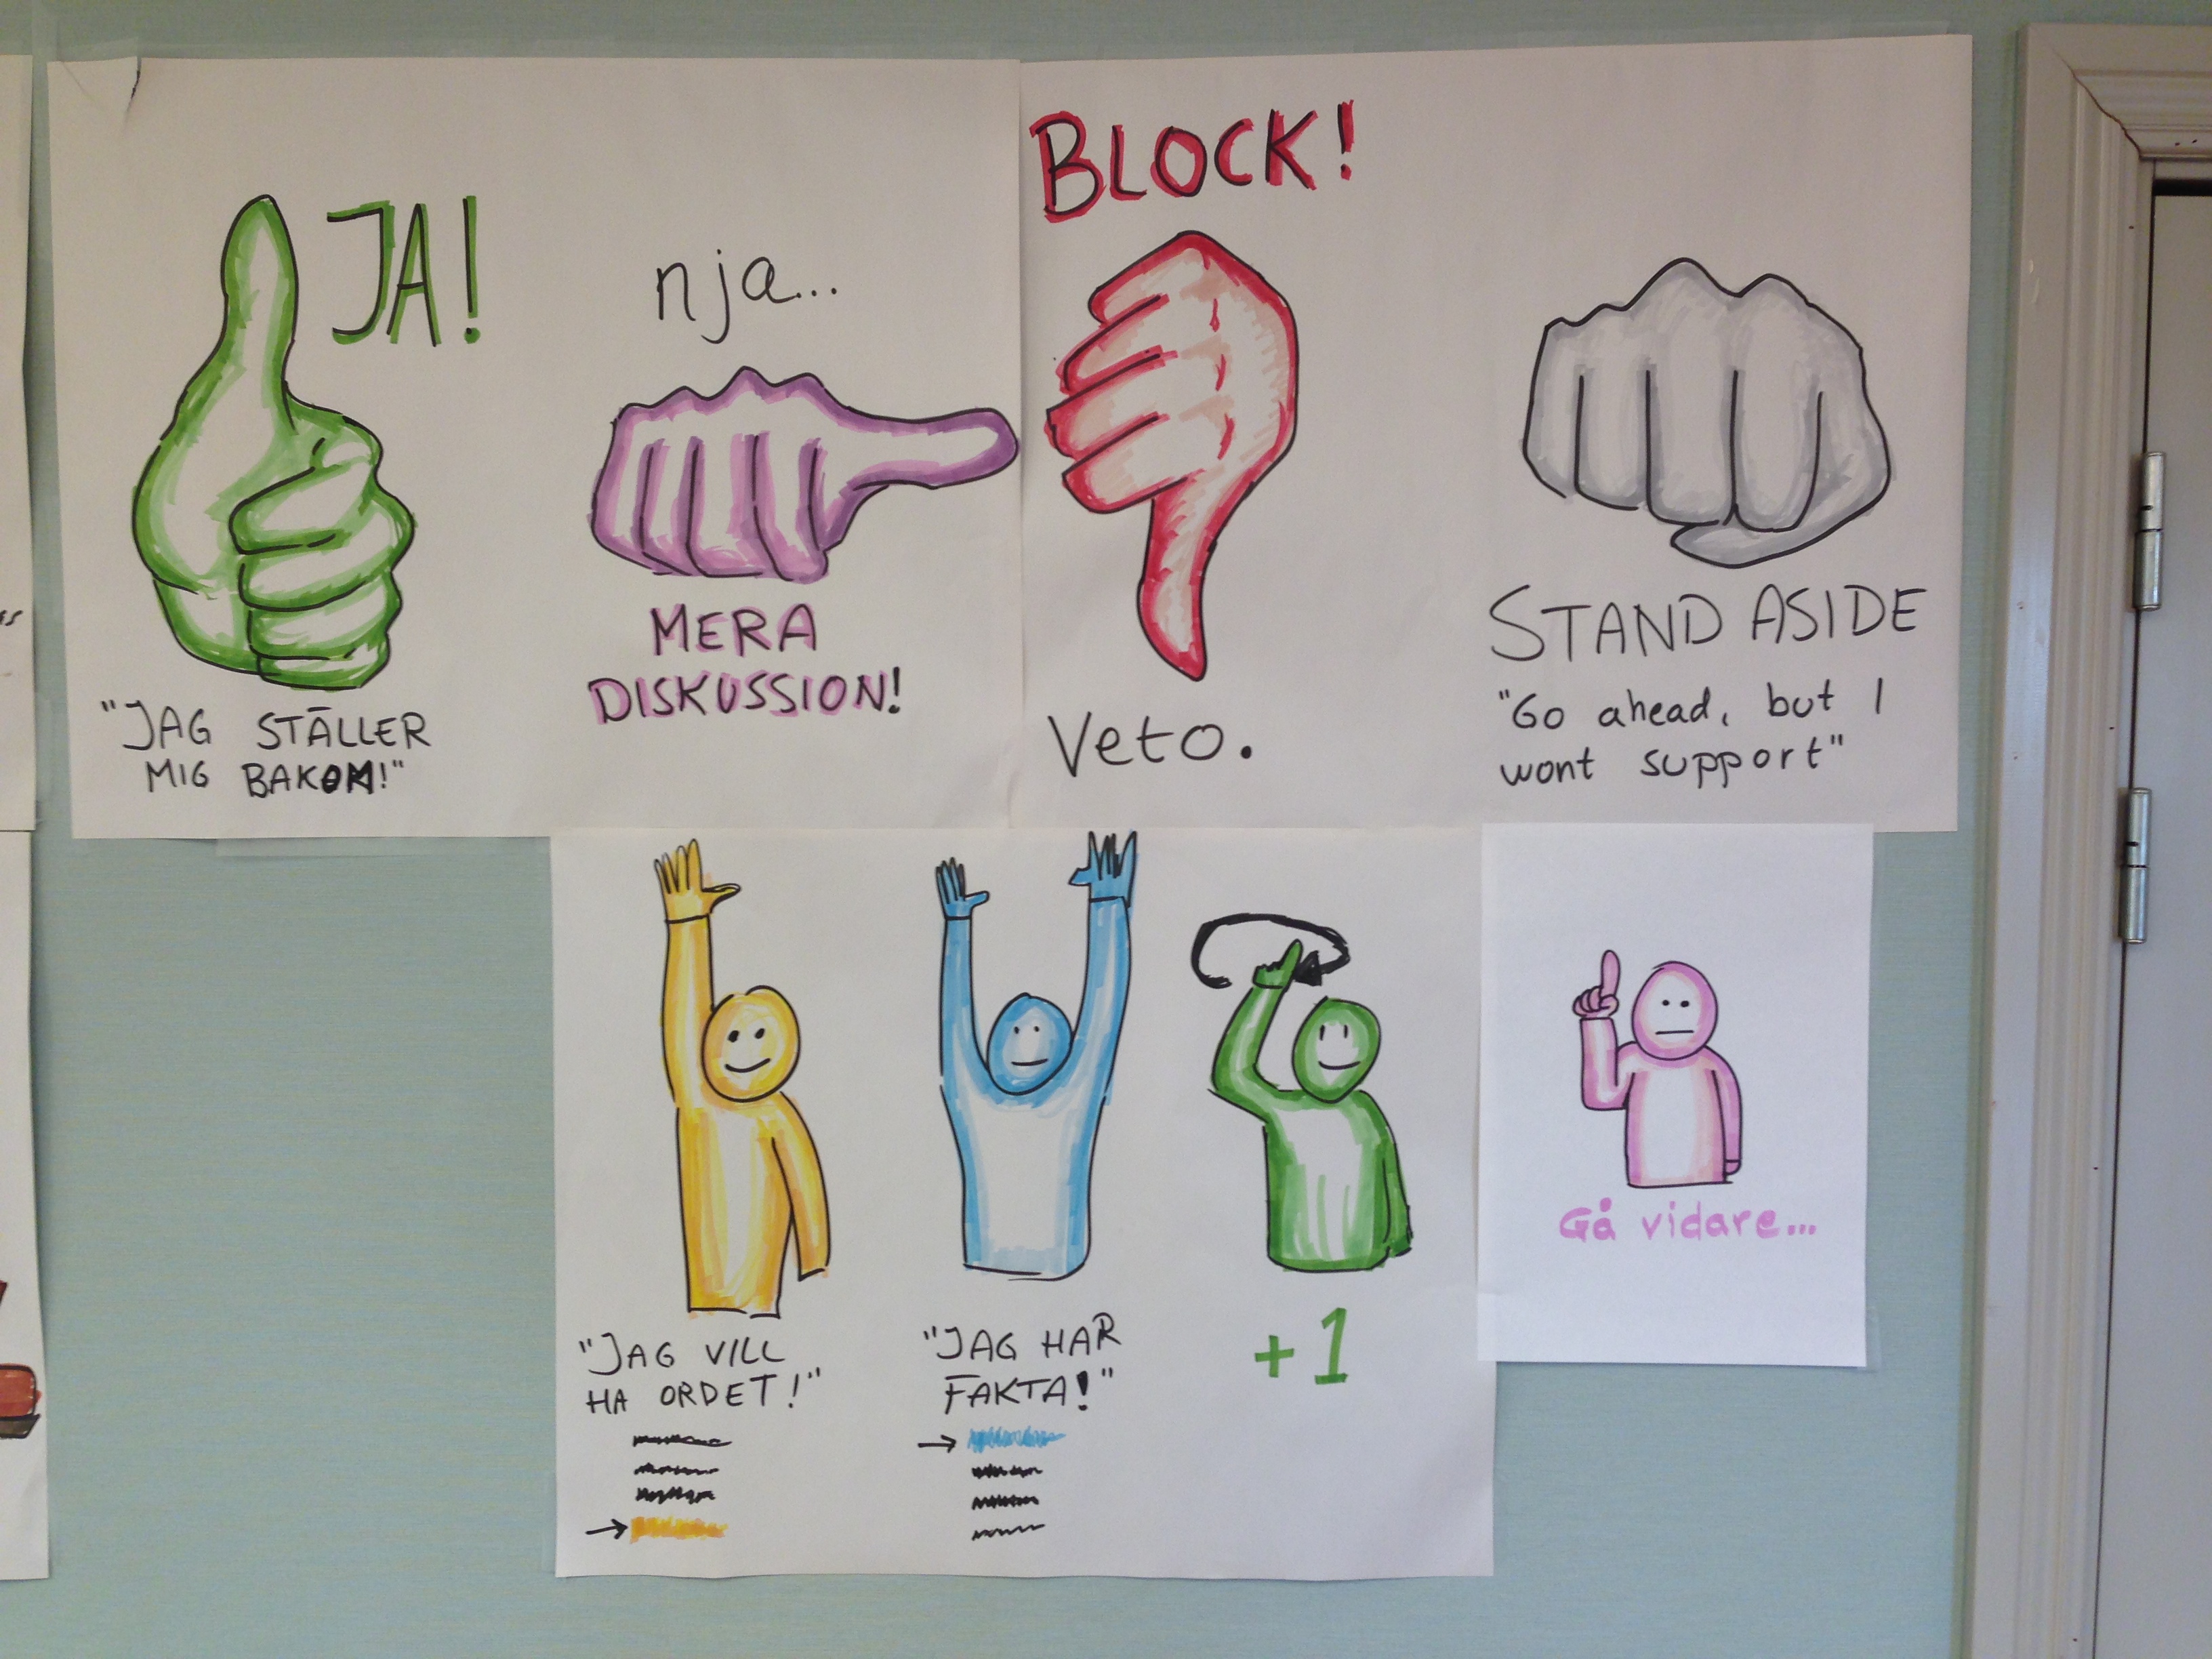 JA!
"JAG STÄLLER
MIG BAKOM!"
nja...
MERA
DISKUSSION!
BLOCK!
Veto.
STAND ASIDE
"Go ahead, but I
wont support"
"JAG VILL
HA ORDET!"
"JAG HAR
FAKTA!"
+1
Gå vidare...